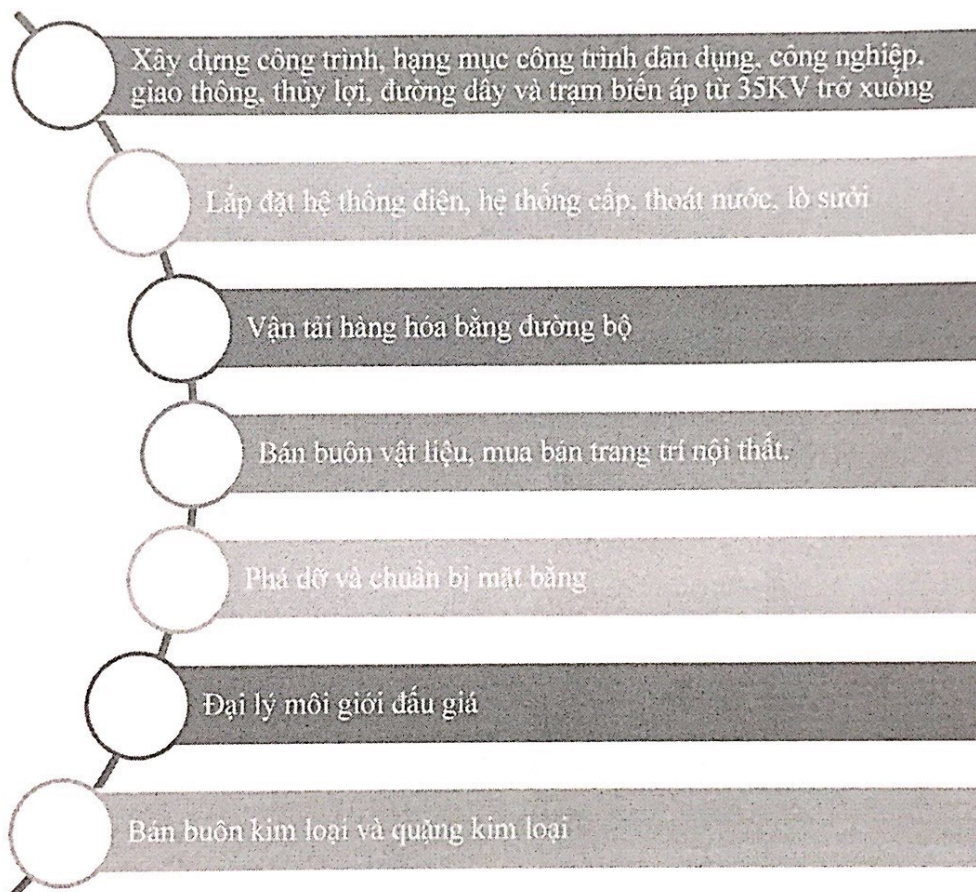 Xây dựng công trình, hạng mục công trình dân dụng, công nghiệp,
giao thông, thủy lợi, đường dây và trạm biến áp từ 35KV trở xuống
Lắp đặt hệ thống điện, hệ thống cấp, thoát nước, lò sưởi
Vận tải hàng hóa bằng đường bộ
Bán buôn vật liệu, mua bán trang trí nội thất.
Phá dỡ và chuẩn bị mặt bằng
Đại lý môi giới đấu giá
Bán buôn kim loại và quặng kim loại